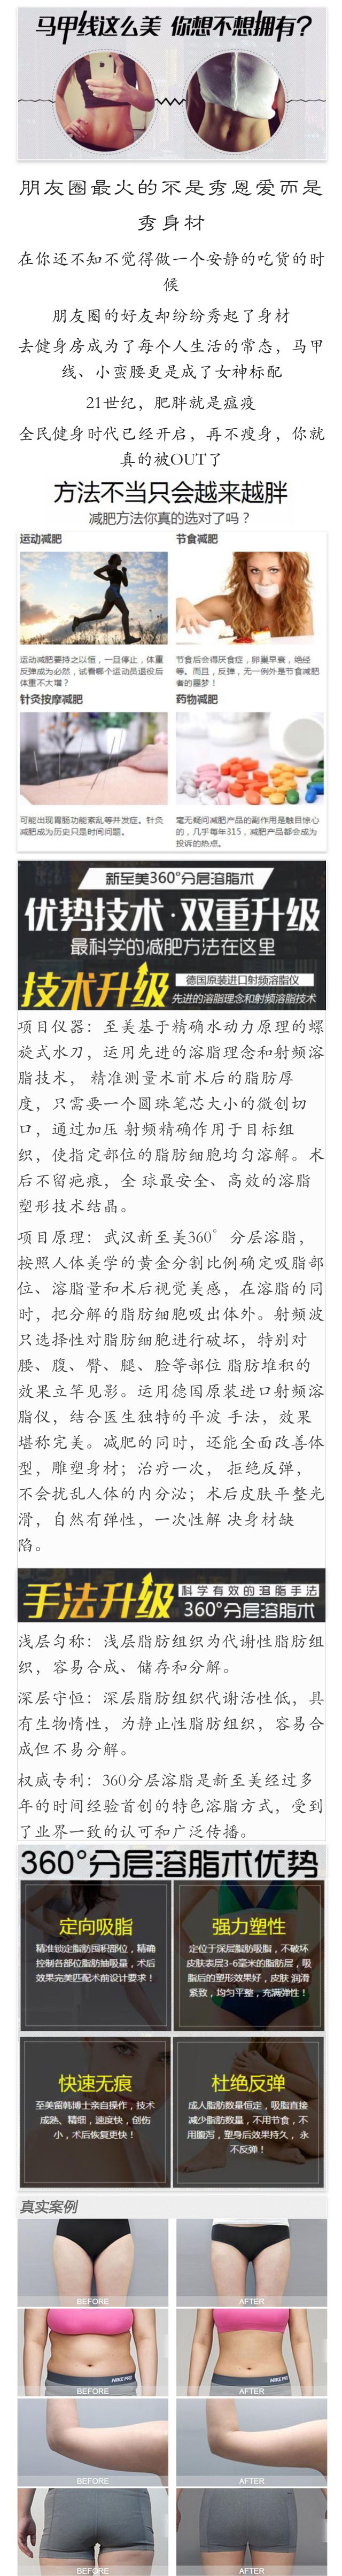 马甲线这么美 你想不想拥有？
朋友圈最火的不是秀恩爱而是
秀身材
在你还不知不觉得做一个安静的吃货的时
候
朋友圈的好友却纷纷秀起了身材
去健身房成为了每个人生活的常态，马甲
线、小蛮腰更是成了女神标配
21世纪，肥胖就是瘟疫
全民健身时代已经开启，再不瘦身，你就
真的被OUT了
方法不当只会越来越胖
减肥方法你真的选对了吗？
运动减肥
运动减肥要持之以恒，一旦停止，体重
反弹成为必然，试看哪个运动员退役后
体重不大增？
节食减肥
节食后会得厌食症，卵巢早衰，绝经
等。而且，反弹，无一例外是节食减肥
者的噩梦！
针灸按摩减肥
可能出现胃肠功能紊乱等并发症。针灸
减肥成为历史只是时间问题。
药物减肥
毫无疑问减肥产品的副作用是触目惊心
的，几乎每年315，减肥产品都会成为
投诉的热点。
新至美360°分层溶脂术
优势技术·双重升级
最科学的减肥方法在这里
技术升级
德国原装进口射频溶脂仪
先进的溶脂理念和射频溶脂技术
项目仪器：至美基于精确水动力原理的螺
旋式水刀，运用先进的溶脂理念和射频溶
脂技术， 精准测量术前术后的脂肪厚
度，只需要一个圆珠笔芯大小的微创切
口，通过加压 射频精确作用于目标组
织，使指定部位的脂肪细胞均匀溶解。术
后不留疤痕，全 球最安全、高效的溶脂
塑形技术结晶。
项目原理：武汉新至美360° 分层溶脂，
按照人体美学的黄金分割比例确定吸脂部
位、溶脂量和术后视觉美感，在溶脂的同
时，把分解的脂肪细胞吸出体外。射频波
只选择性对脂肪细胞进行破坏，特别对
腰、腹、臀、腿、脸等部位 脂肪堆积的
效果立竿见影。运用德国原装进口射频溶
脂仪，结合医生独特的平波 手法，效果
堪称完美。减肥的同时，还能全面改善体
型，雕塑身材；治疗一次， 拒绝反弹，
不会扰乱人体的内分泌；术后皮肤平整光
滑，自然有弹性，一次性解 决身材缺
陷。
手法升级
科学有效的溶脂手法
360°分层溶脂术
浅层匀称：浅层脂肪组织为代谢性脂肪组
织，容易合成、储存和分解。
深层守恒：深层脂肪组织代谢活性低，具
有生物惰性，为静止性脂肪组织，容易合
成但不易分解。
权威专利：360分层溶脂是新至美经过多
年的时间经验首创的特色溶脂方式，受到
了业界一致的认可和广泛传播。
360°分层溶脂术优势
定向吸脂
精准锁定脂肪囤积部位，精确
控制各部位脂肪抽吸量，术后
效果完美匹配术前设计要求！
强力塑性
定位于深层脂肪吸脂，不破坏
皮肤表层3-6毫米的脂肪层，吸
脂后的塑形效果好，皮肤 润滑
紧致，均匀平整，充满弹性！
快速无痕
至美留韩博士亲自操作，技术
成熟、精细，速度快，创伤
小，术后恢复更快！
杜绝反弹
成人脂肪数量恒定，吸脂直接
减少脂肪数量，不用节食，不
用腹泻，塑身后效果持久， 永
不反弹！
真实案例
BEFORE
AFTER
NIKE PRO
BEFORE
NIKE PRO
AFTER
BEFORE
AFTER
BEFORE
AFTER